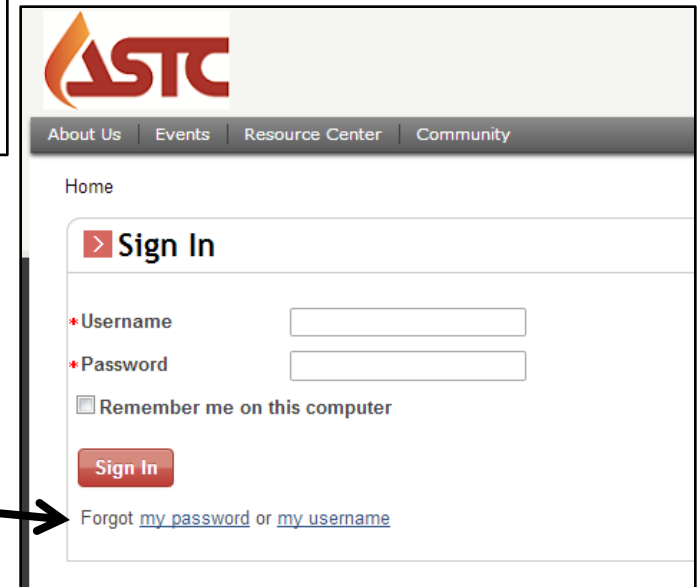 ASTC
About Us | Events | Resource Center | Community
Home
Sign In
*Username
*Password
Remember me on this computer
Sign In
Forgot my password or my username